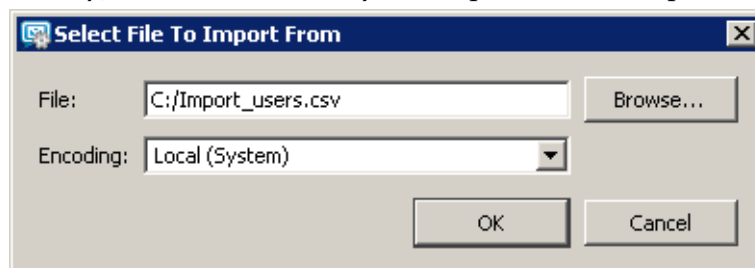 Select File To Import From
File: C:/Import_users.csv Browse...
Encoding: Local (System)
OK Cancel